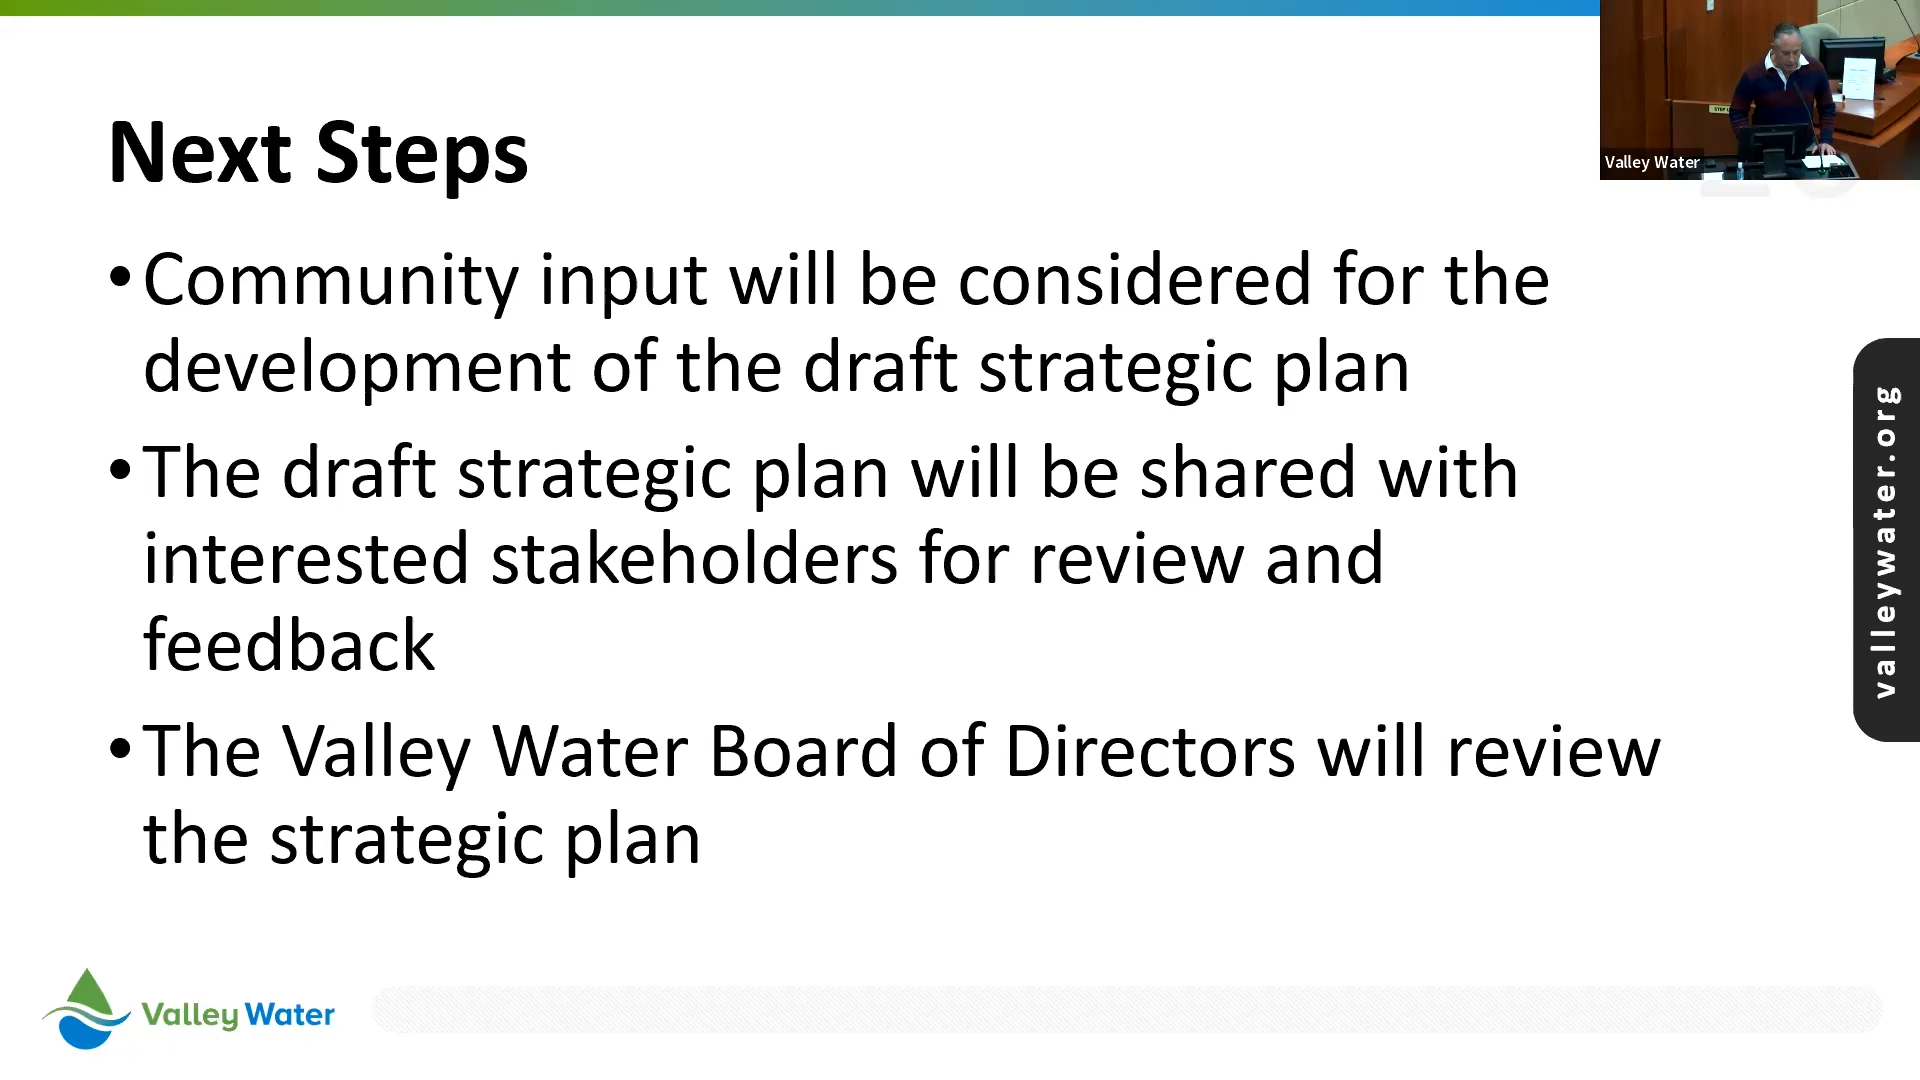 Next Steps
• Community input will be considered for the
development of the draft strategic plan
• The draft strategic plan will be shared with
interested stakeholders for review and
feedback
• The Valley Water Board of Directors will review
the strategic plan
Valley Water
valleywater.org
Valley Water